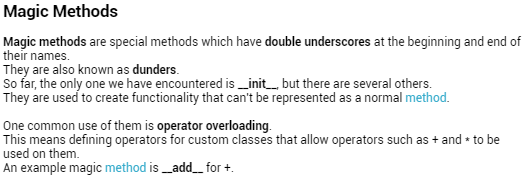 Magic Methods
Magic methods are special methods which have double underscores at the beginning and end of
their names.
They are also known as dunders.
So far, the only one we have encountered is __init__, but there are several others.
They are used to create functionality that can't be represented as a normal method.
One common use of them is operator overloading.
This means defining operators for custom classes that allow operators such as + and * to be
used on them.
An example magic method is __add__ for +.